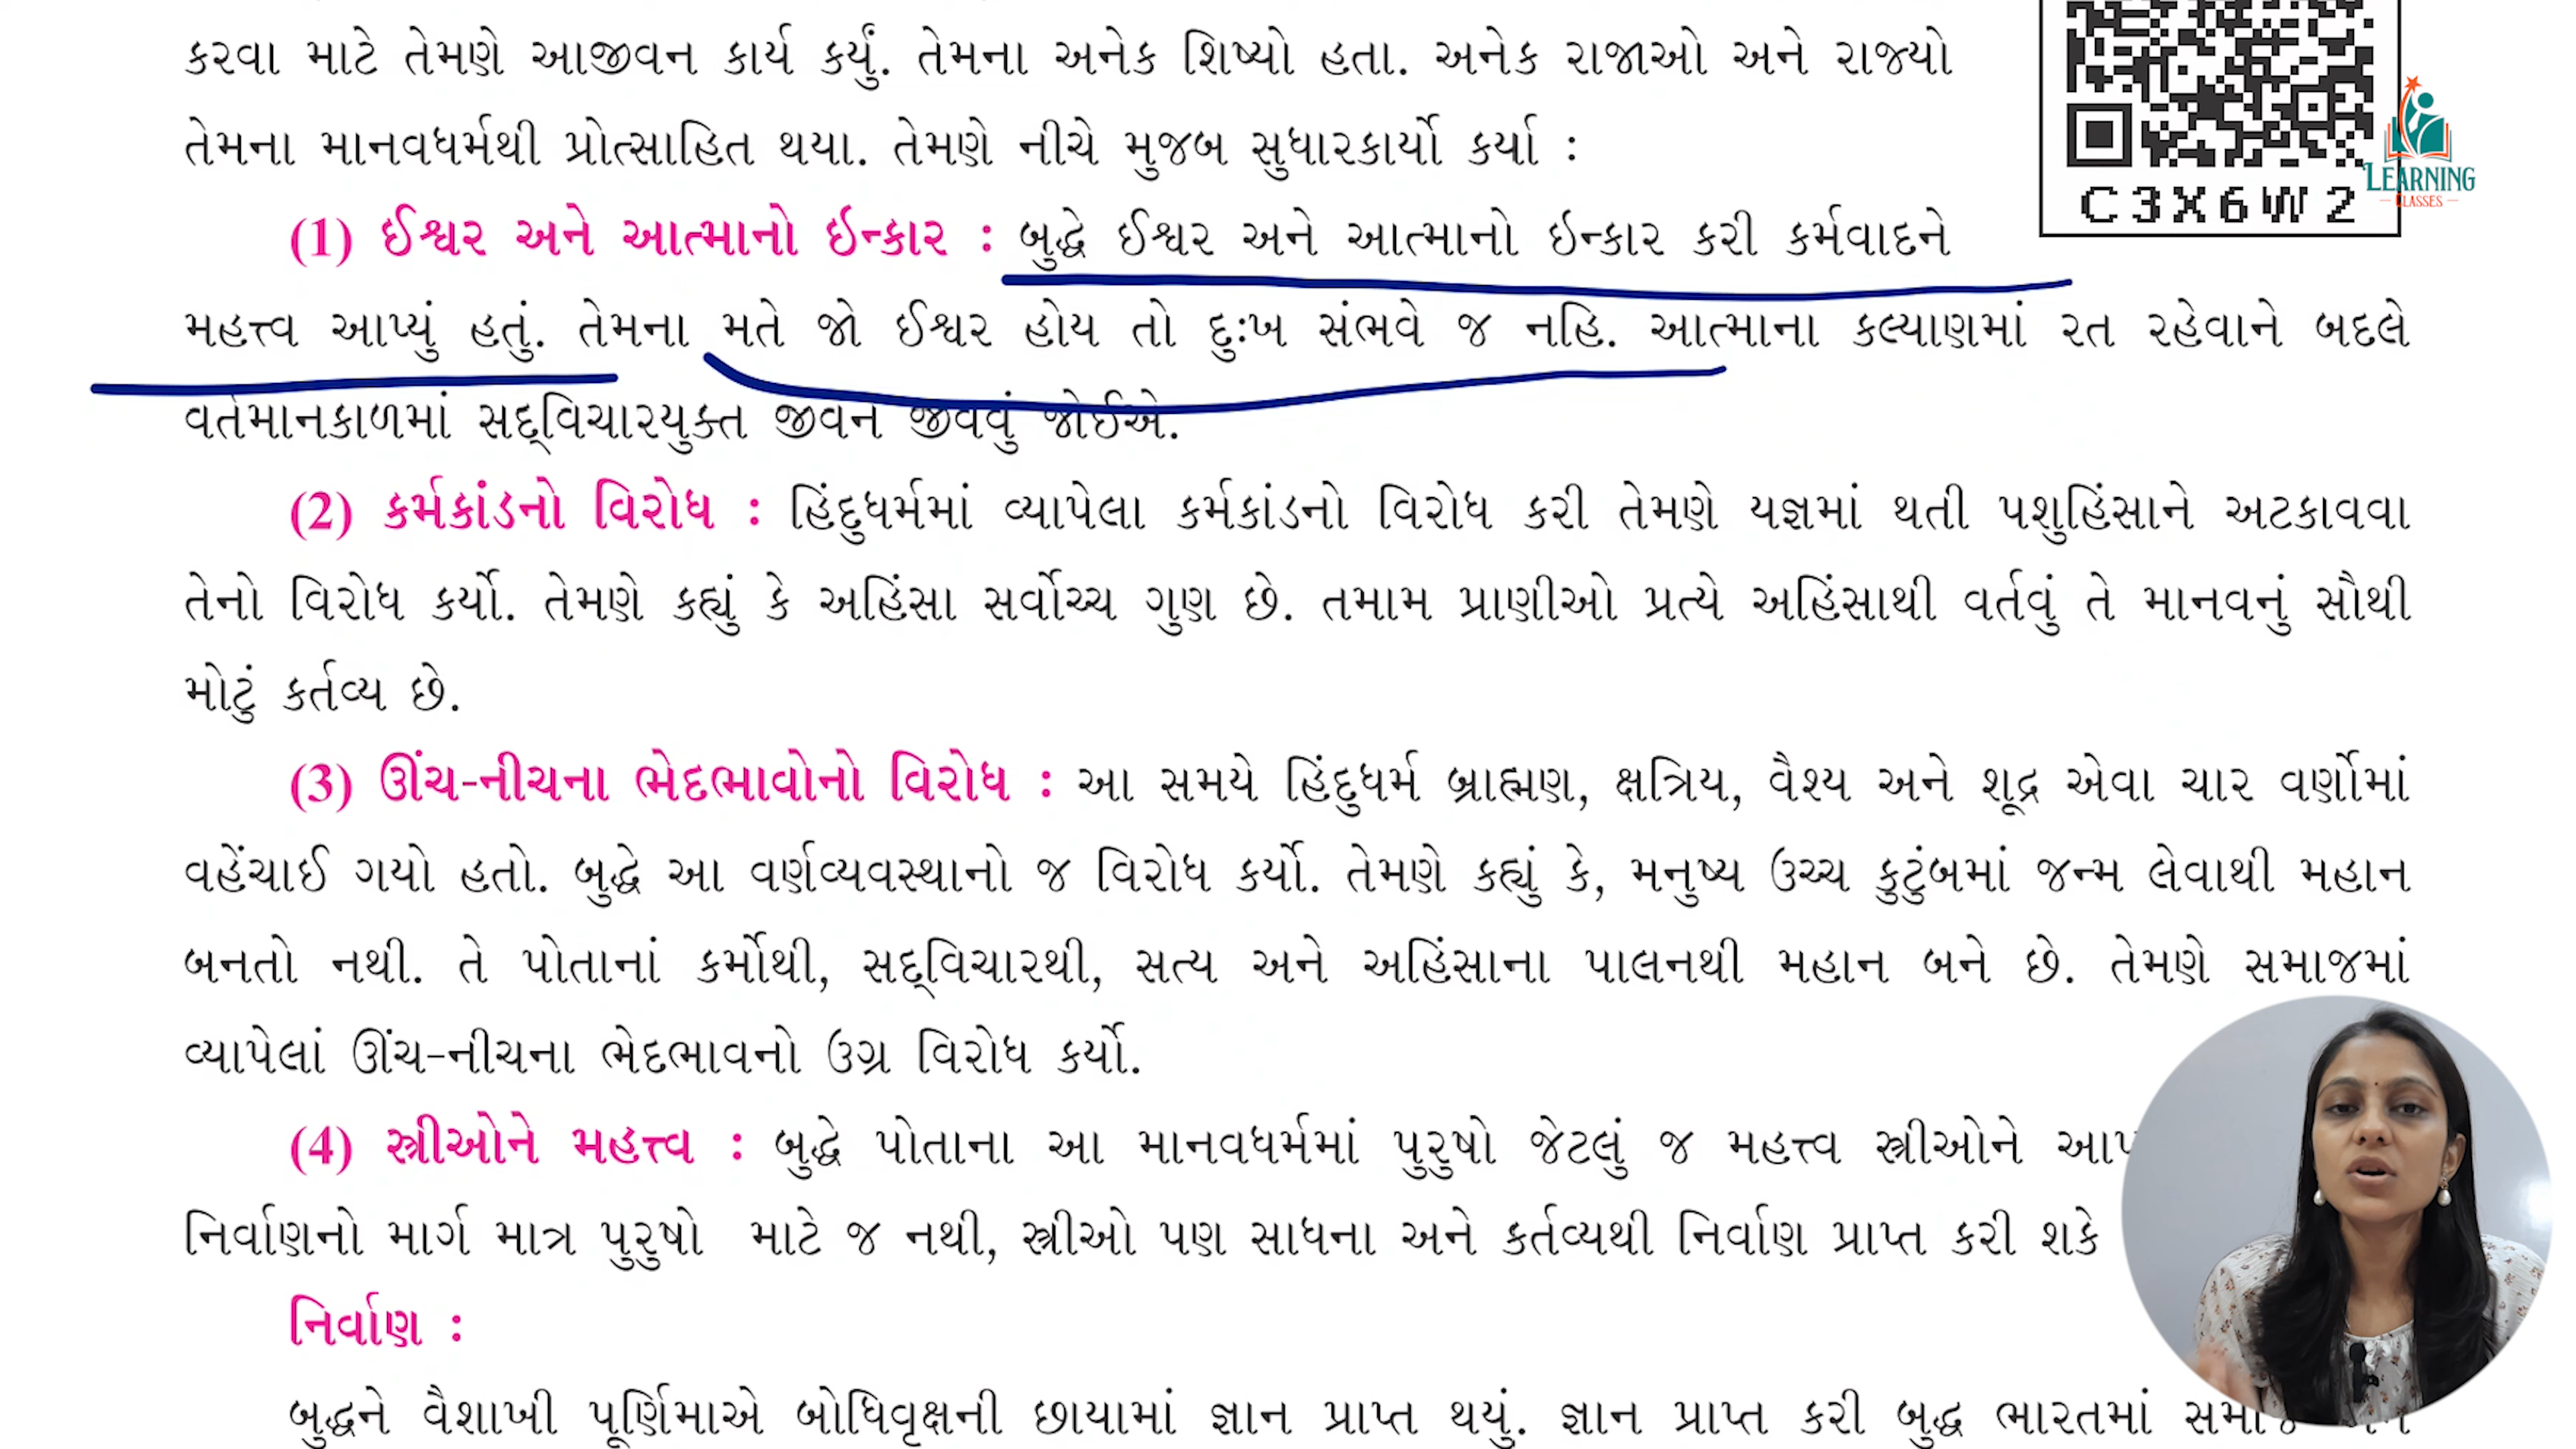 કરવા માટે તેમણે આજીવન કાર્ય કર્યું. તેમના અનેક શિષ્યો હતા. અનેક રાજાઓ અને રાજ્યો
તેમના માનવધર્મથી પ્રોત્સાહિત થયા. તેમણે નીચે મુજબ સુધારકાર્યો કર્યા :
C3X6W2
LEARNING
CLASSES
(1) ઈશ્વર અને આત્માનો ઇન્કાર : બુદ્ધે ઈશ્વર અને આત્માનો ઇન્કાર કરી કર્મવાદને
મહત્ત્વ આપ્યું હતું. તેમના મતે જો ઈશ્વર હોય તો દુઃખ સંભવે જ નહિ. આત્માના કલ્યાણમાં રત રહેવાને બદલે
વર્તમાનકાળમાં સદ્‌વિચારયુક્ત જીવન જીવવું જોઈએ.
(2) કર્મકાંડનો વિરોધ : હિંદુધર્મમાં વ્યાપેલા કર્મકાંડનો વિરોધ કરી તેમણે યજ્ઞમાં થતી પશુહિંસાને અટકાવવા
તેનો વિરોધ કર્યો. તેમણે કહ્યું કે અહિંસા સર્વોચ્ચ ગુણ છે. તમામ પ્રાણીઓ પ્રત્યે અહિંસાથી વર્તવું તે માનવનું સૌથી
મોટું કર્તવ્ય છે.
(3) ઊંચ-નીચના ભેદભાવોનો વિરોધ : આ સમયે હિંદુધર્મ બ્રાહ્મણ, ક્ષત્રિય, વૈશ્ય અને શૂદ્ર એવા ચાર વર્ણોમાં
વહેંચાઈ ગયો હતો. બુદ્ધે આ વર્ણવ્યવસ્થાનો જ વિરોધ કર્યો. તેમણે કહ્યું કે, મનુષ્ય ઉચ્ચ કુટુંબમાં જન્મ લેવાથી મહાન
બનતો નથી. તે પોતાનાં કર્મોથી, સદ્‌વિચારથી, સત્ય અને અહિંસાના પાલનથી મહાન બને છે. તેમણે સમાજમાં
વ્યાપેલાં ઊંચ-નીચના ભેદભાવનો ઉગ્ર વિરોધ કર્યો.
(4) સ્ત્રીઓને મહત્ત્વ : બુદ્ધે પોતાના આ માનવધર્મમાં પુરુષો જેટલું જ મહત્ત્વ સ્ત્રીઓને
નિર્વાણનો માર્ગ માત્ર પુરુષો માટે જ નથી, સ્ત્રીઓ પણ સાધના અને કર્તવ્યથી નિર્વાણ પ્રાપ્ત કરી શકે
નિર્વાણ :
બુદ્ધને વૈશાખી પૂર્ણિમાએ બોધિવૃક્ષની છાયામાં જ્ઞાન પ્રાપ્ત થયું. જ્ઞાન પ્રાપ્ત કરી બુદ્ધ ભારતમાં